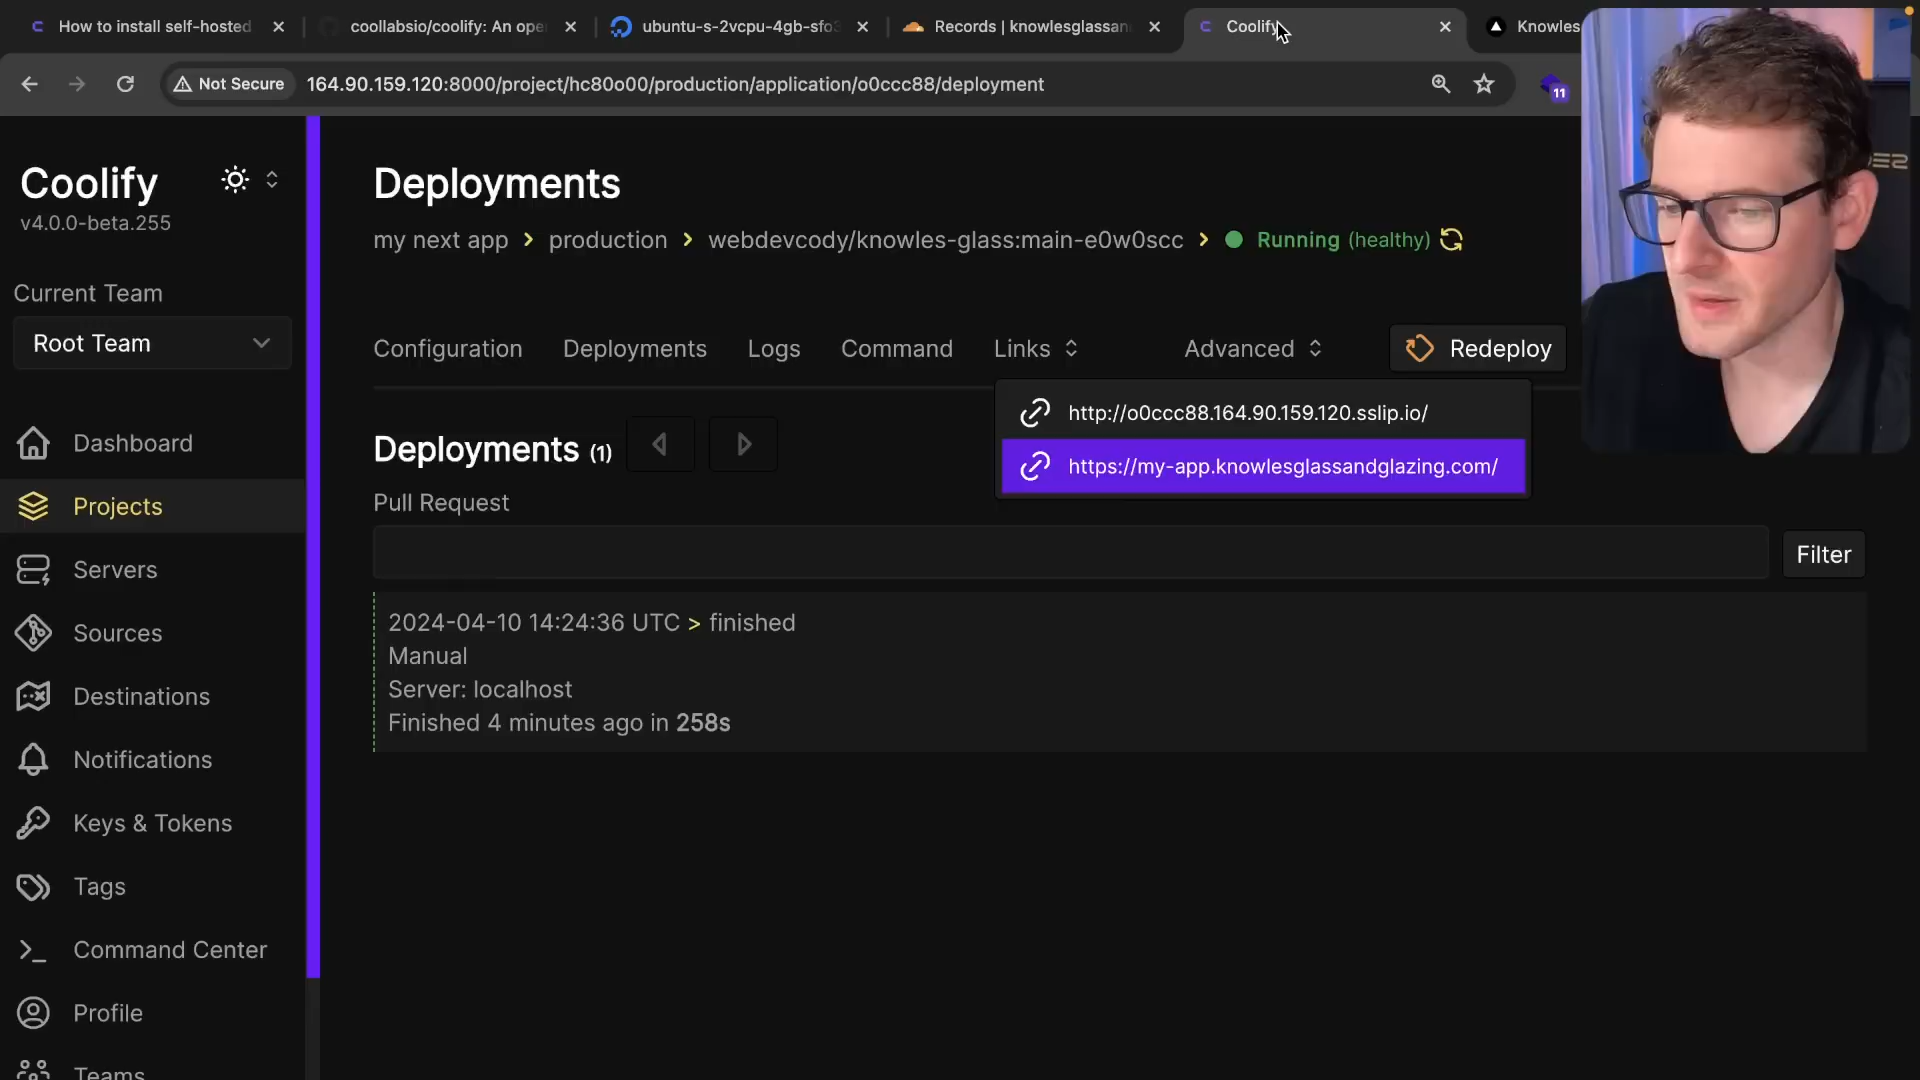 How to install self-hosted
coollabsio/coolify: An ope
ubuntu-s-2vcpu-4gb-sfo3
Records | knowlesglassan
Coolify
Knowles
Not Secure
164.90.159.120:8000/project/hc80o00/production/application/o0ccc88/deployment
11
Coolify
v4.0.0-beta.255
Current Team
Root Team
Dashboard
Projects
Servers
Sources
Destinations
Notifications
Keys & Tokens
Tags
Command Center
Profile
Teams
Deployments
my next app > production > webdevcody/knowles-glass:main-e0w0scc > Running (healthy)
Configuration
Deployments
Logs
Command
Links
Advanced
Redeploy
http://o0ccc88.164.90.159.120.sslip.io/
https://my-app.knowlesglassandglazing.com/
Deployments (1)
Pull Request
Filter
2024-04-10 14:24:36 UTC > finished
Manual
Server: localhost
Finished 4 minutes ago in 258s